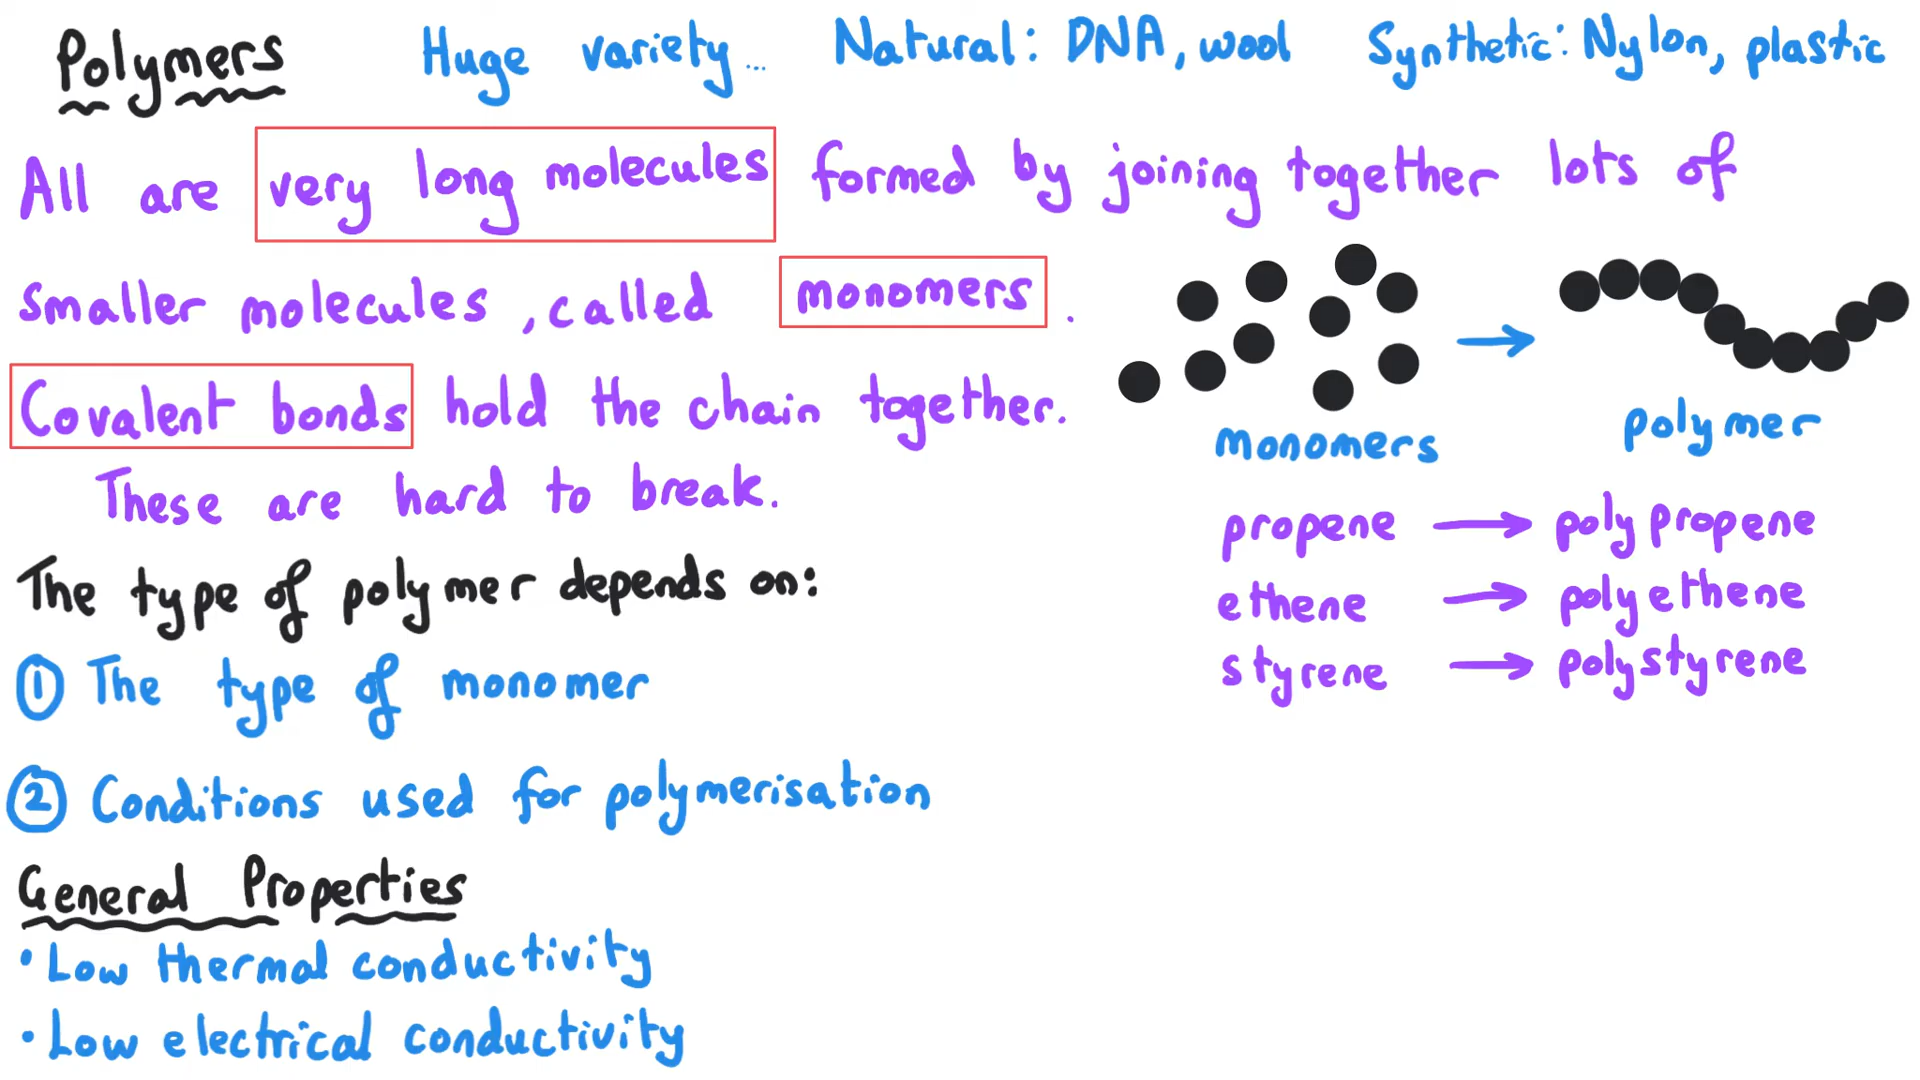 Polymers Huge variety... Natural: DNA, wool Synthetic: Nylon, plastic
All are very long molecules formed by joining together lots of
smaller molecules, called monomers.
Covalent bonds hold the chain together.
These are hard to break.
monomers → polymer
propene → polypropene
ethene → polyethene
styrene → polystyrene
The type of polymer depends on:
① The type of monomer
② Conditions used for polymerisation
General Properties
• Low thermal conductivity
• Low electrical conductivity